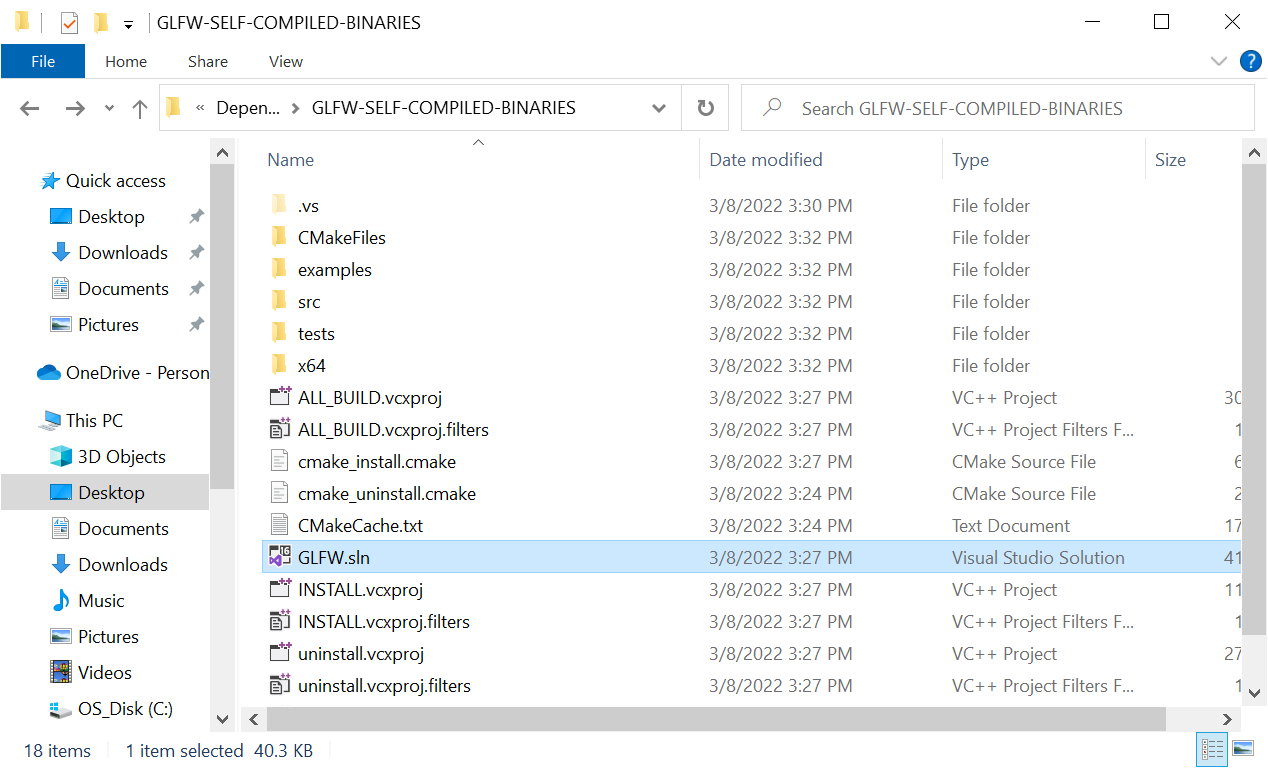 GLFW-SELF-COMPILED-BINARIES
File Home Share View ?
« Depen... GLFW-SELF-COMPILED-BINARIES Search GLFW-SELF-COMPILED-BINARIES
Quick access
Desktop
Downloads
Documents
Pictures
OneDrive - Person
This PC
3D Objects
Desktop
Documents
Downloads
Music
Pictures
Videos
OS_Disk (C:)
Name Date modified Type Size
.vs 3/8/2022 3:30 PM File folder
CMakeFiles 3/8/2022 3:32 PM File folder
examples 3/8/2022 3:32 PM File folder
src 3/8/2022 3:32 PM File folder
tests 3/8/2022 3:32 PM File folder
x64 3/8/2022 3:32 PM File folder
ALL_BUILD.vcxproj 3/8/2022 3:27 PM VC++ Project 30
ALL_BUILD.vcxproj.filters 3/8/2022 3:27 PM VC++ Project Filters F... 1
cmake_install.cmake 3/8/2022 3:27 PM CMake Source File 6
cmake_uninstall.cmake 3/8/2022 3:24 PM CMake Source File 2
CMakeCache.txt 3/8/2022 3:24 PM Text Document 17
GLFW.sln 3/8/2022 3:27 PM Visual Studio Solution 41
INSTALL.vcxproj 3/8/2022 3:27 PM VC++ Project 11
INSTALL.vcxproj.filters 3/8/2022 3:27 PM VC++ Project Filters F... 1
uninstall.vcxproj 3/8/2022 3:27 PM VC++ Project 27
uninstall.vcxproj.filters 3/8/2022 3:27 PM VC++ Project Filters F... 1
18 items 1 item selected 40.3 KB